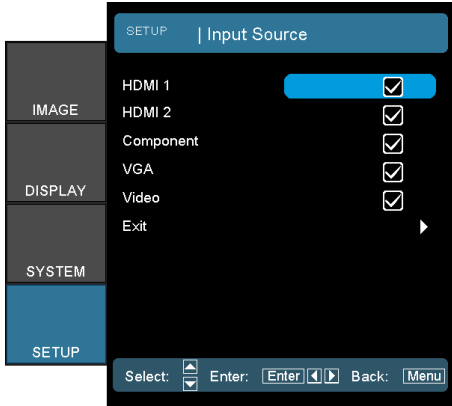 SETUP | Input Source
IMAGE
DISPLAY
SYSTEM
SETUP
HDMI 1
HDMI 2
Component
VGA
Video
Exit
Select: Enter: Enter Back: Menu